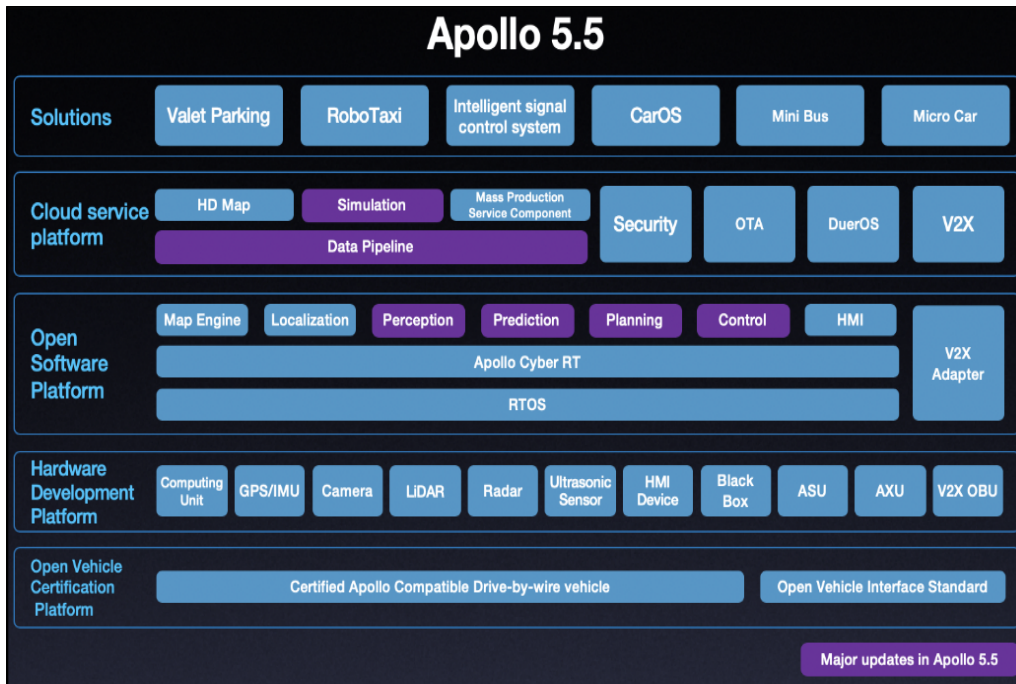 Apollo 5.5
Solutions
Valet Parking
RoboTaxi
Intelligent signal
control system
CarOS
Mini Bus
Micro Car
Cloud service
platform
HD Map
Simulation
Mass Production
Service Component
Data Pipeline
Security
OTA
DuerOS
V2X
Open
Software
Platform
Map Engine
Localization
Perception
Prediction
Planning
Control
HMI
Apollo Cyber RT
RTOS
V2X
Adapter
Hardware
Development
Platform
Computing
Unit
GPS/IMU
Camera
LiDAR
Radar
Ultrasonic
Sensor
HMI
Device
Black
Box
ASU
AXU
V2X OBU
Open Vehicle
Certification
Platform
Certified Apollo Compatible Drive-by-wire vehicle
Open Vehicle Interface Standard
Major updates in Apollo 5.5